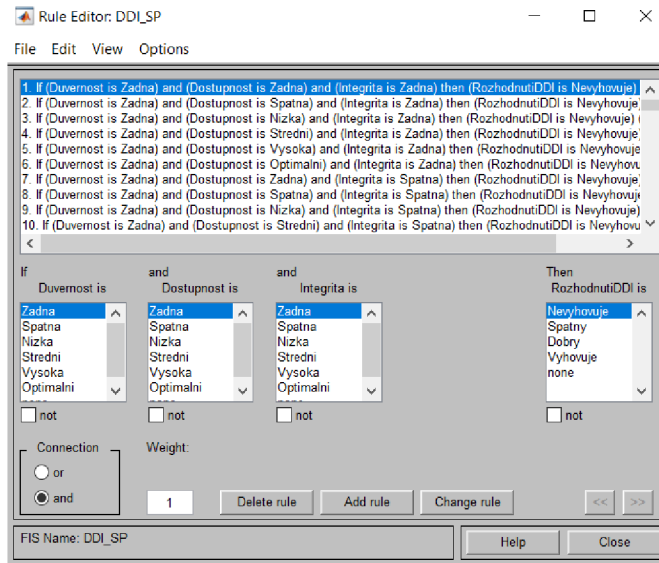 Rule Editor: DDI_SP
File Edit View Options
1. If (Duvernost is Zadna) and (Dostupnost is Zadna) and (Integrita is Zadna) then (RozhodnutiDDI is Nevyhovuje)
2. If (Duvernost is Zadna) and (Dostupnost is Spatna) and (Integrita is Zadna) then (RozhodnutiDDI is Nevyhovuje)
3. If (Duvernost is Zadna) and (Dostupnost is Nizka) and (Integrita is Zadna) then (RozhodnutiDDI is Nevyhovuje) (
4. If (Duvernost is Zadna) and (Dostupnost is Stredni) and (Integrita is Zadna) then (RozhodnutiDDI is Nevyhovuje)
5. If (Duvernost is Zadna) and (Dostupnost is Vysoka) and (Integrita is Zadna) then (RozhodnutiDDI is Nevyhovuje)
6. If (Duvernost is Zadna) and (Dostupnost is Optimalni) and (Integrita is Zadna) then (RozhodnutiDDI is Nevyhovu
7. If (Duvernost is Zadna) and (Dostupnost is Zadna) and (Integrita is Spatna) then (RozhodnutiDDI is Nevyhovuje)
8. If (Duvernost is Zadna) and (Dostupnost is Spatna) and (Integrita is Spatna) then (RozhodnutiDDI is Nevyhovuje
9. If (Duvernost is Zadna) and (Dostupnost is Nizka) and (Integrita is Spatna) then (RozhodnutiDDI is Nevyhovuje)
10. If (Duvernost is Zadna) and (Dostupnost is Stredni) and (Integrita is Spatna) then (RozhodnutiDDI is Nevyhovu
If and and Then
Duvernost is Dostupnost is Integrita is RozhodnutiDDI is
Zadna Zadna Zadna Nevyhovuje
Spatna Spatna Spatna Spatny
Nizka Nizka Nizka Dobry
Stredni Stredni Stredni Vyhovuje
Vysoka Vysoka Vysoka none
Optimalni Optimalni Optimalni
not not not not
Connection Weight:
or
and 1 Delete rule Add rule Change rule << >>
FIS Name: DDI_SP Help Close